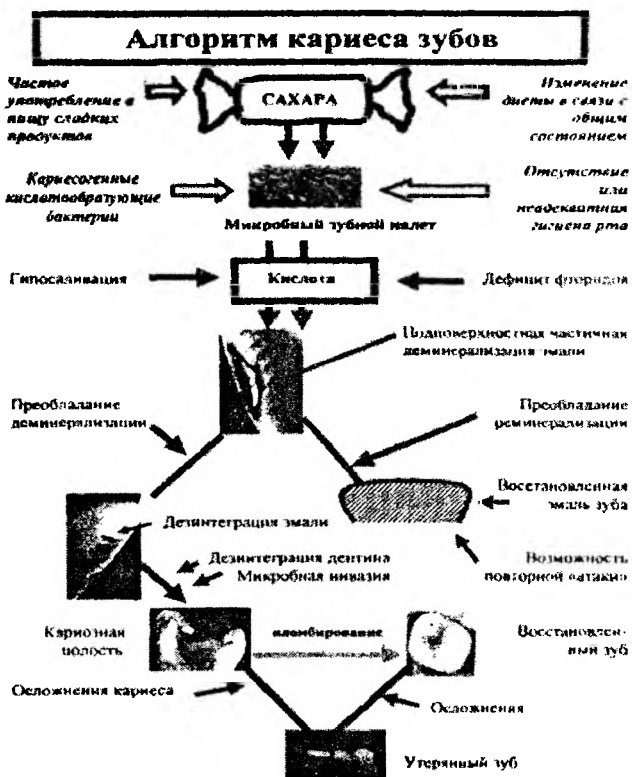 Алгоритм кариеса зубов
Частое
употребление в
пищу сладких
продуктов
САХАРА
Изменение
диеты в связи с
общим
состоянием
Кариесогенные
кислотообразующие
бактерии
Отсутствие
или
неадекватная
гигиена рта
Микробный зубной налет
Гипосаливация
Кислота
Дефицит фторидов
Подповерхностная частичная
деминерализация эмали
Преобладание
деминерализации
Преобладание
реминерализации
Восстановленная
эмаль зуба
Дезинтеграция эмали
Дезинтеграция дентина
Микробная инвазия
Возможность
повторной «атаки»
Кариозная
полость
пломбирование
Восстановлен-
ный зуб
Осложнения кариеса
Осложнения
Утерянный зуб